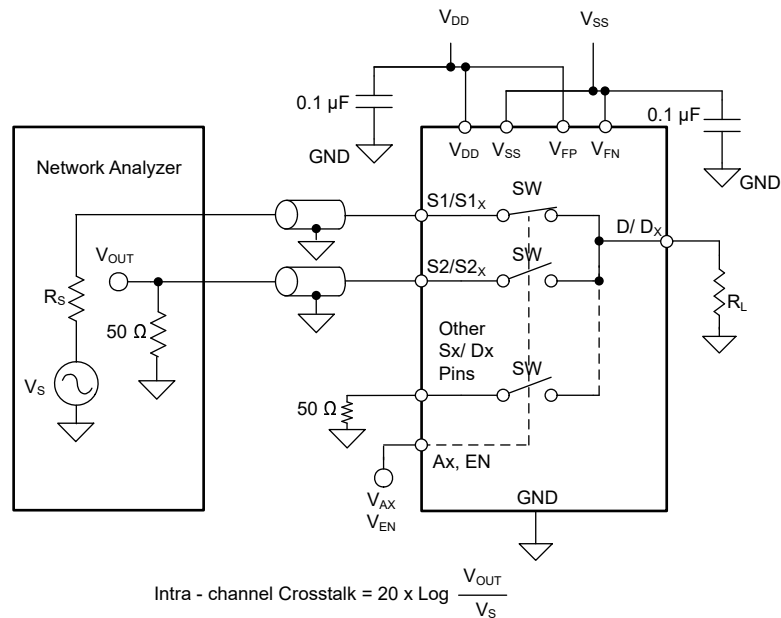 VDD
VSS
0.1 µF
0.1 µF
GND
GND
VDD
VSS
VFP
VFN
Network Analyzer
S1/S1X
SW
D/ DX
VOUT
S2/S2X
SW
RS
50 Ω
RL
VS
Other
Sx/ Dx
Pins
SW
50 Ω
Ax, EN
VAX
VEN
GND
Intra - channel Crosstalk = 20 x Log VOUT / VS